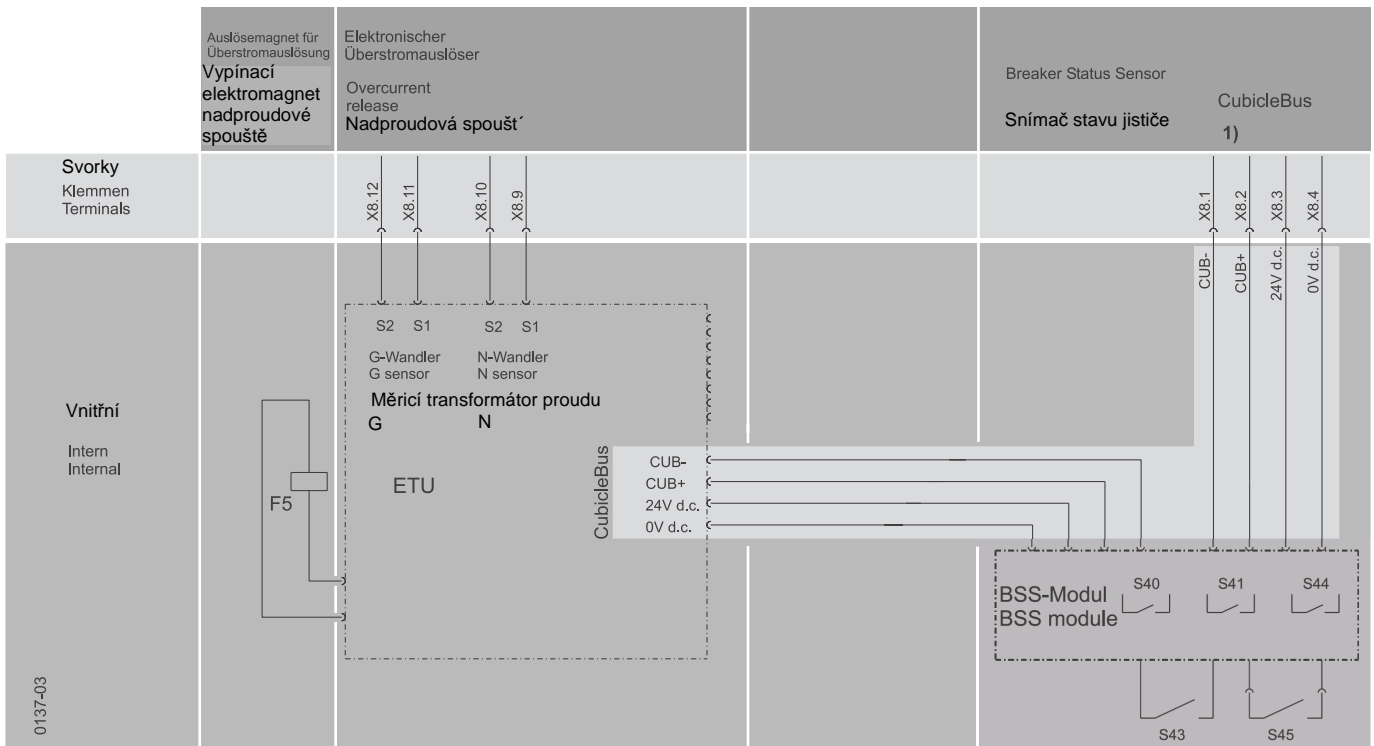 Auslösemagnet für
Überstromauslösung
Vypínací
elektromagnet
nadproudové
spouště
Elektronischer
Überstromauslöser
Overcurrent
release
Nadproudová spoušt´
Breaker Status Sensor
Snímač stavu jističe
CubicleBus
1)
Svorky
Klemmen
Terminals
X8.12
X8.11
X8.10
X8.9
X8.1
X8.2
X8.3
X8.4
CUB-
CUB+
24V d.c.
0V d.c.
S2 S1 S2 S1
G-Wandler N-Wandler
G sensor N sensor
Měricí transformátor proudu
G N
Vnitřní
Intern
Internal
F5
ETU
CubicleBus
CUB-
CUB+
24V d.c.
0V d.c.
BSS-Modul
BSS module
S40 S41 S44
S43 S45
0137-03